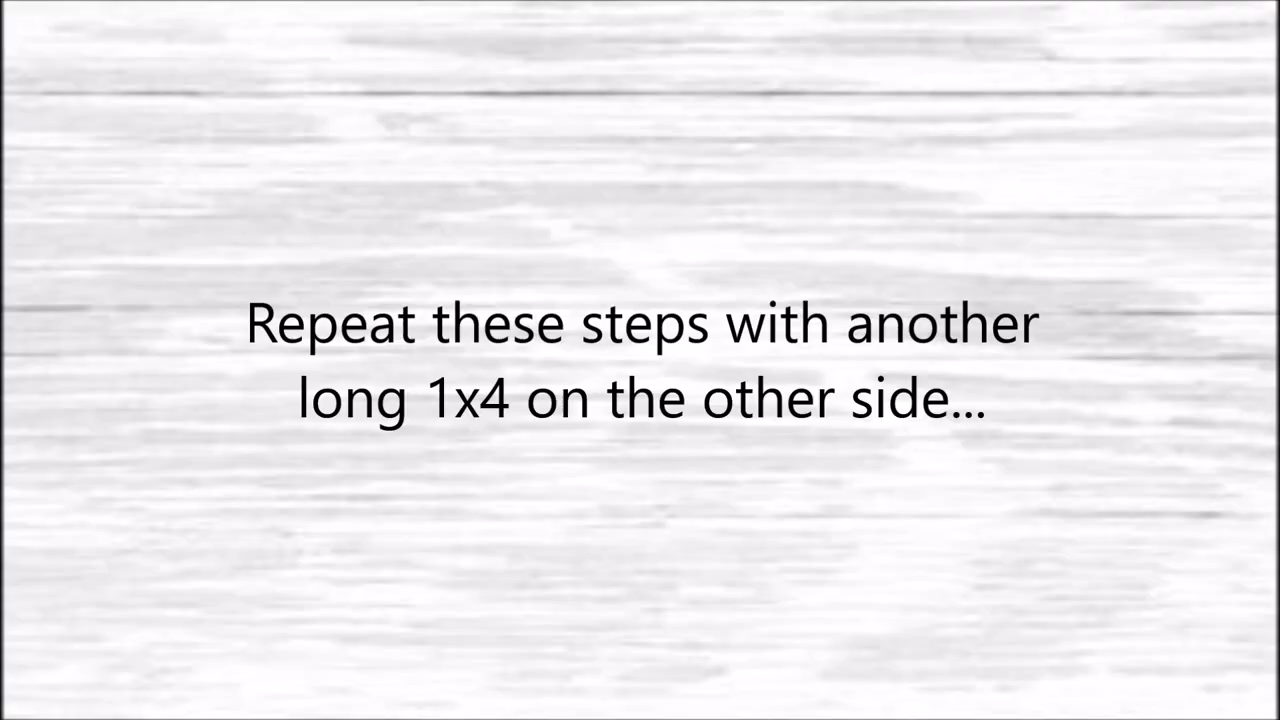 Repeat these steps with another
long 1x4 on the other side...